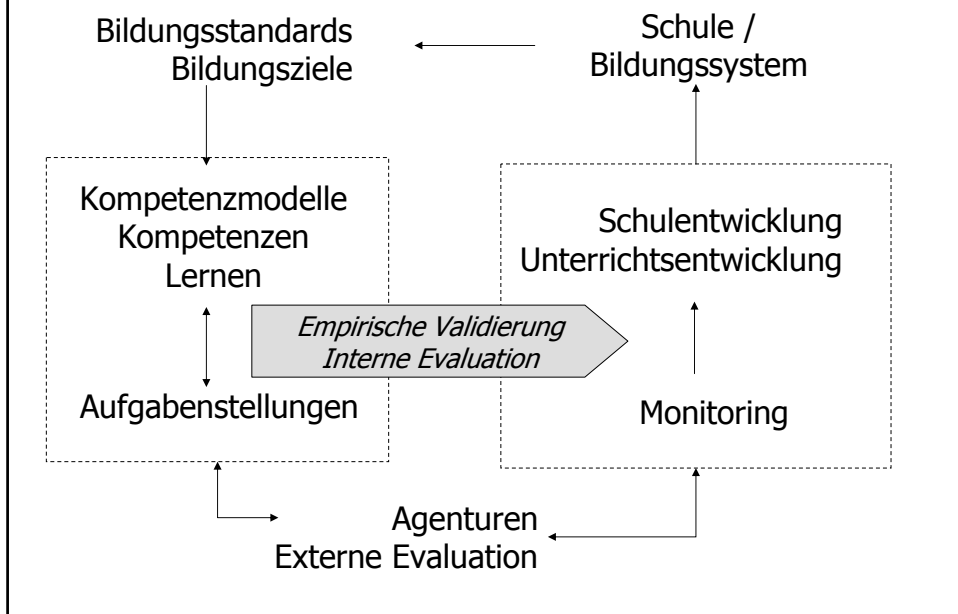 Bildungsstandards
Bildungsziele
Schule /
Bildungssystem
Kompetenzmodelle
Kompetenzen
Lernen
Aufgabenstellungen
Empirische Validierung
Interne Evaluation
Schulentwicklung
Unterrichtsentwicklung
Monitoring
Agenturen
Externe Evaluation